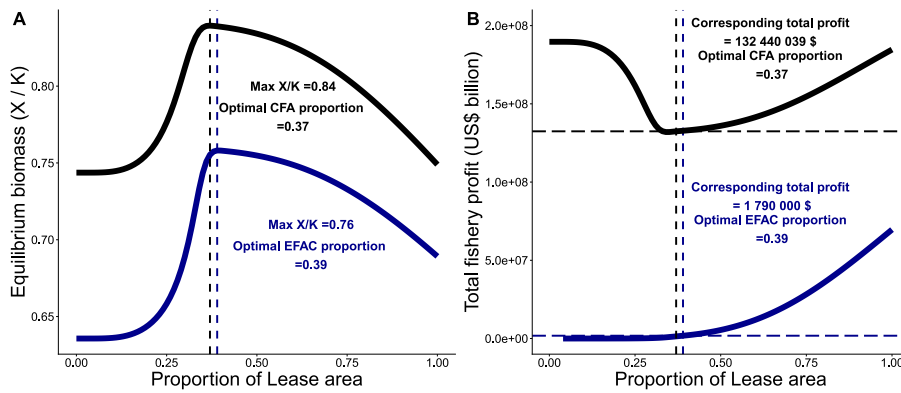 A
Equilibrium biomass (X / K)
0.80
0.75
0.70
0.65
Max X/K =0.84
Optimal CFA proportion
=0.37
Max X/K =0.76
Optimal EFAC proportion
=0.39
0.00 0.25 0.50 0.75 1.00
Proportion of Lease area
B
Total fishery profit (US$ billion)
2.0e+08
1.5e+08
1.0e+08
5.0e+07
0.0e+00
Corresponding total profit
= 132 440 039 $
Optimal CFA proportion
=0.37
Corresponding total profit
= 1 790 000 $
Optimal EFAC proportion
=0.39
0.00 0.25 0.50 0.75 1.00
Proportion of Lease area